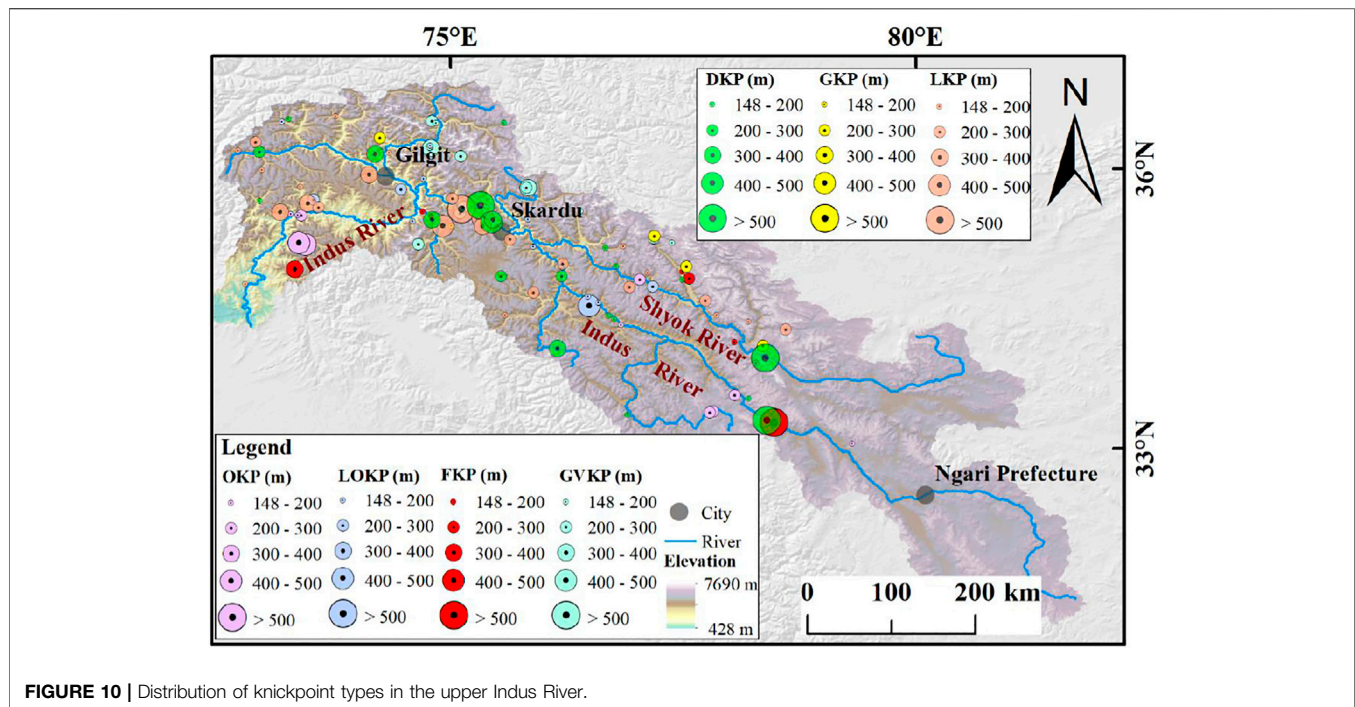 75°E 80°E
DKP (m) GKP (m) LKP (m)
148 - 200 148 - 200 148 - 200
200 - 300 200 - 300 200 - 300
300 - 400 300 - 400 300 - 400
400 - 500 400 - 500 400 - 500
> 500 > 500 > 500
N
36°N
33°N
Gilgit
Skardu
Indus River
Shyok River
Indus
River
Ngari Prefecture
Legend
OKP (m) LOKP (m) FKP (m) GVKP (m)
148 - 200 148 - 200 148 - 200 148 - 200
200 - 300 200 - 300 200 - 300 200 - 300
300 - 400 300 - 400 300 - 400 300 - 400
400 - 500 400 - 500 400 - 500 400 - 500
> 500 > 500 > 500 > 500
City
River
Elevation
7690 m
428 m
0 100 200 km
FIGURE 10 | Distribution of knickpoint types in the upper Indus River.